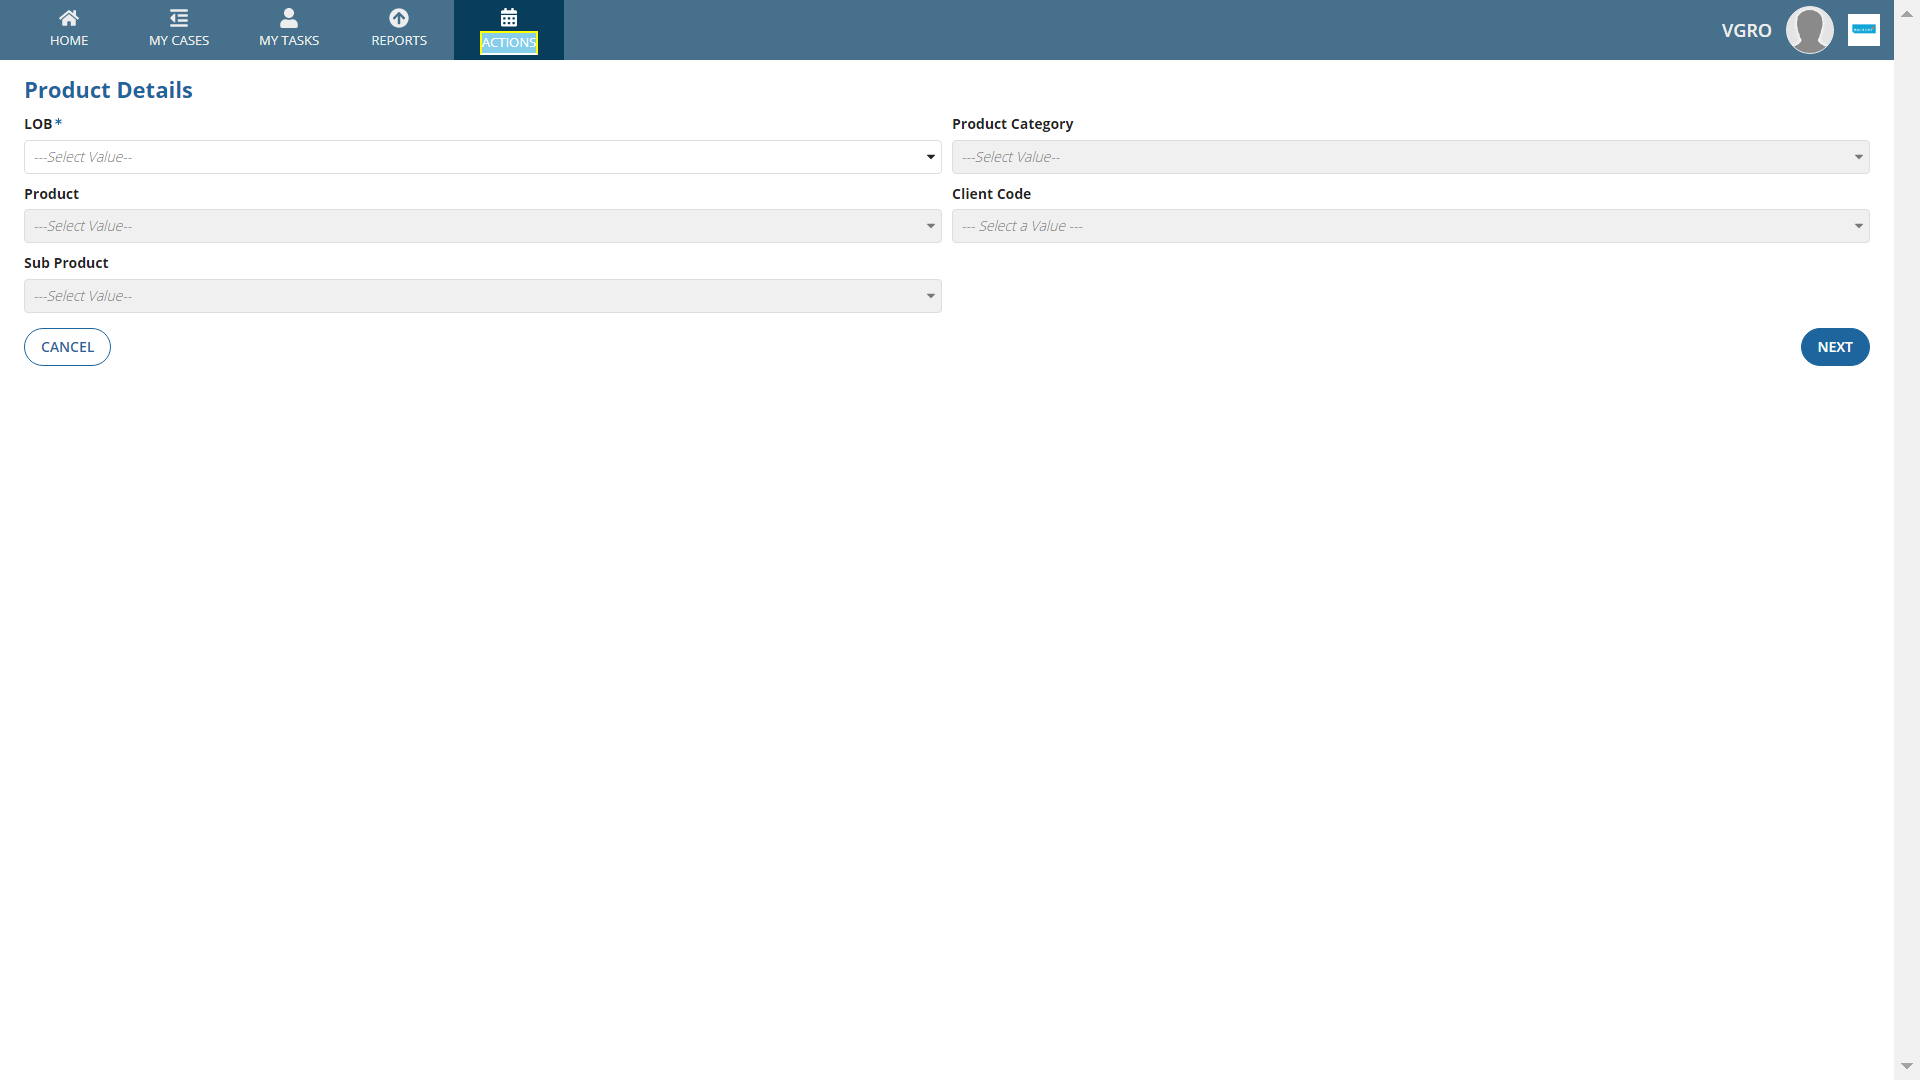 HOME
MY CASES
MY TASKS
REPORTS
ACTIONS
VGRO
Product Details
LOB *
Product Category
---Select Value--
---Select Value--
Product
Client Code
---Select Value--
--- Select a Value ---
Sub Product
---Select Value--
CANCEL
NEXT